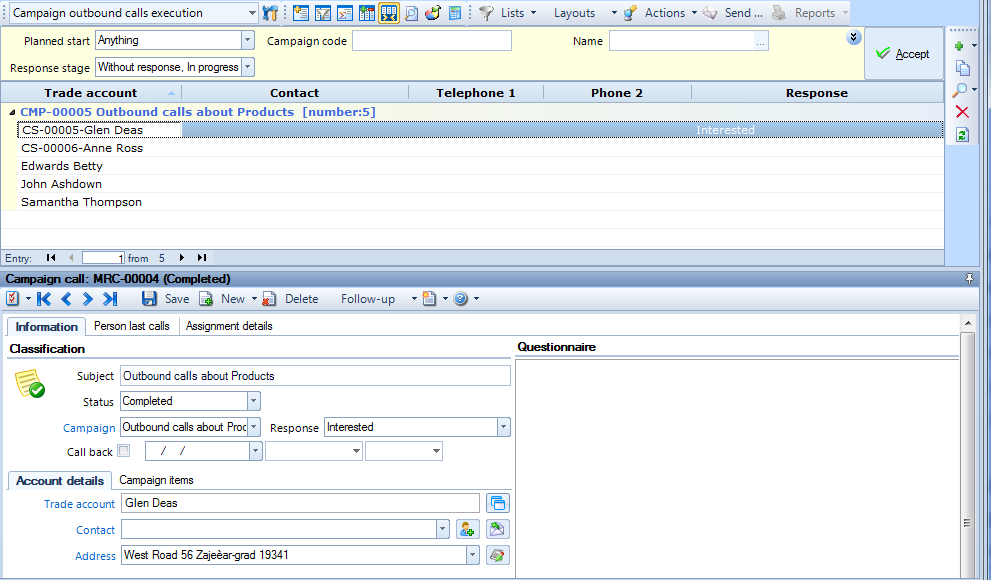 Campaign outbound calls execution Lists Layouts Actions Send ... Reports
Planned start Anything Campaign code Name ... Accept
Response stage Without response, In progress
Trade account Contact Telephone 1 Phone 2 Response
CMP-00005 Outbound calls about Products [number:5]
CS-00005-Glen Deas Interested
CS-00006-Anne Ross
Edwards Betty
John Ashdown
Samantha Thompson
Entry: 1 from 5
Campaign call: MRC-00004 (Completed)
Save New Delete Follow-up
Information Person last calls Assignment details
Classification Questionnaire
Subject Outbound calls about Products
Status Completed
Campaign Outbound calls about Proc Response Interested
Call back / /
Account details Campaign items
Trade account Glen Deas
Contact
Address West Road 56 Zajeèar-grad 19341